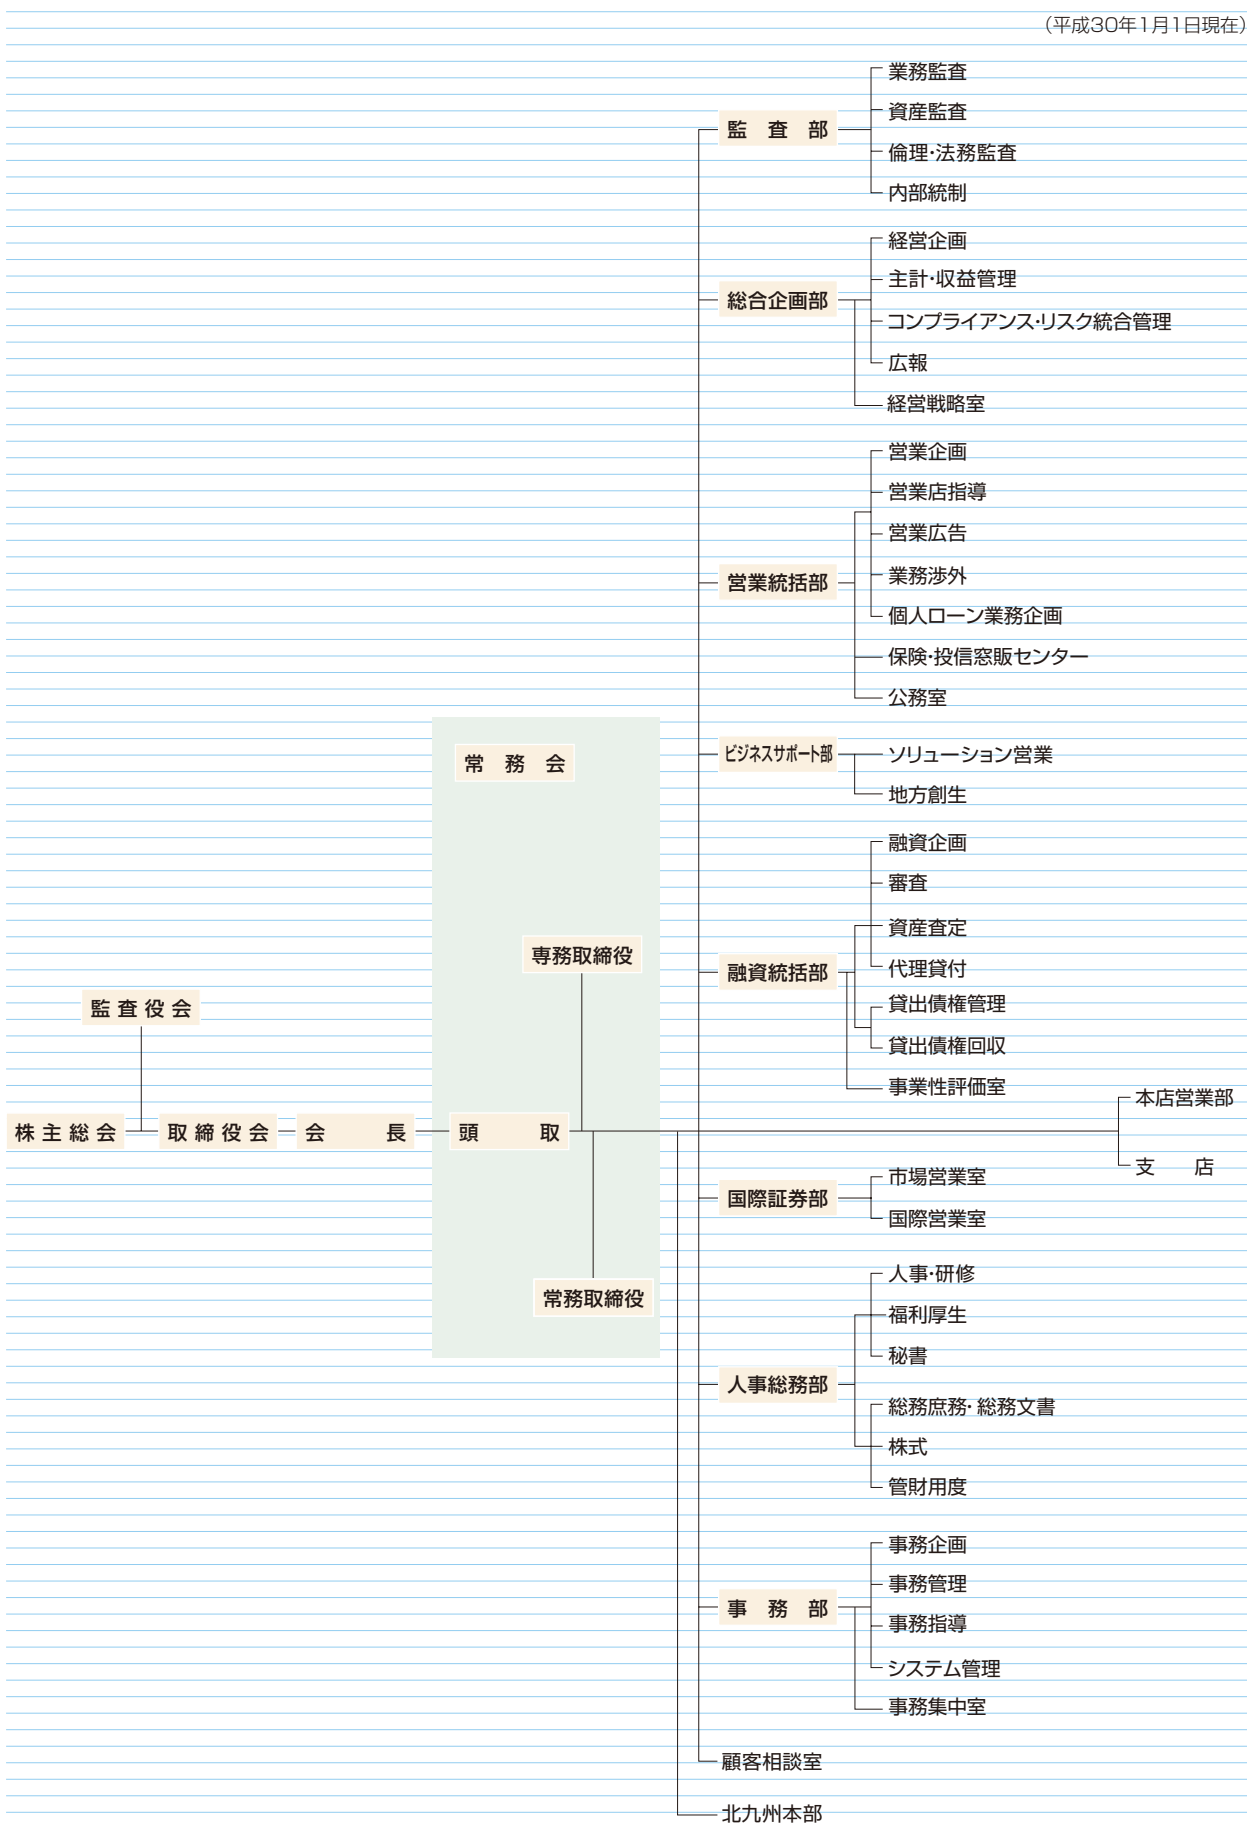 (平成30年1月1日現在)
監査部
業務監査
資産監査
倫理・法務監査
内部統制
総合企画部
経営企画
主計・収益管理
コンプライアンス・リスク統合管理
広報
経営戦略室
営業統括部
営業企画
営業店指導
営業広告
業務渉外
個人ローン業務企画
保険・投信窓販センター
公務室
ビジネスサポート部
ソリューション営業
地方創生
常務会
専務取締役
監査役会
株主総会
取締役会
会長
頭取
常務取締役
融資統括部
融資企画
審査
資産査定
代理貸付
貸出債権管理
貸出債権回収
事業性評価室
本店営業部
支店
国際証券部
市場営業室
国際営業室
人事総務部
人事・研修
福利厚生
秘書
総務庶務・総務文書
株式
管財用度
事務部
事務企画
事務管理
事務指導
システム管理
事務集中室
顧客相談室
北九州本部